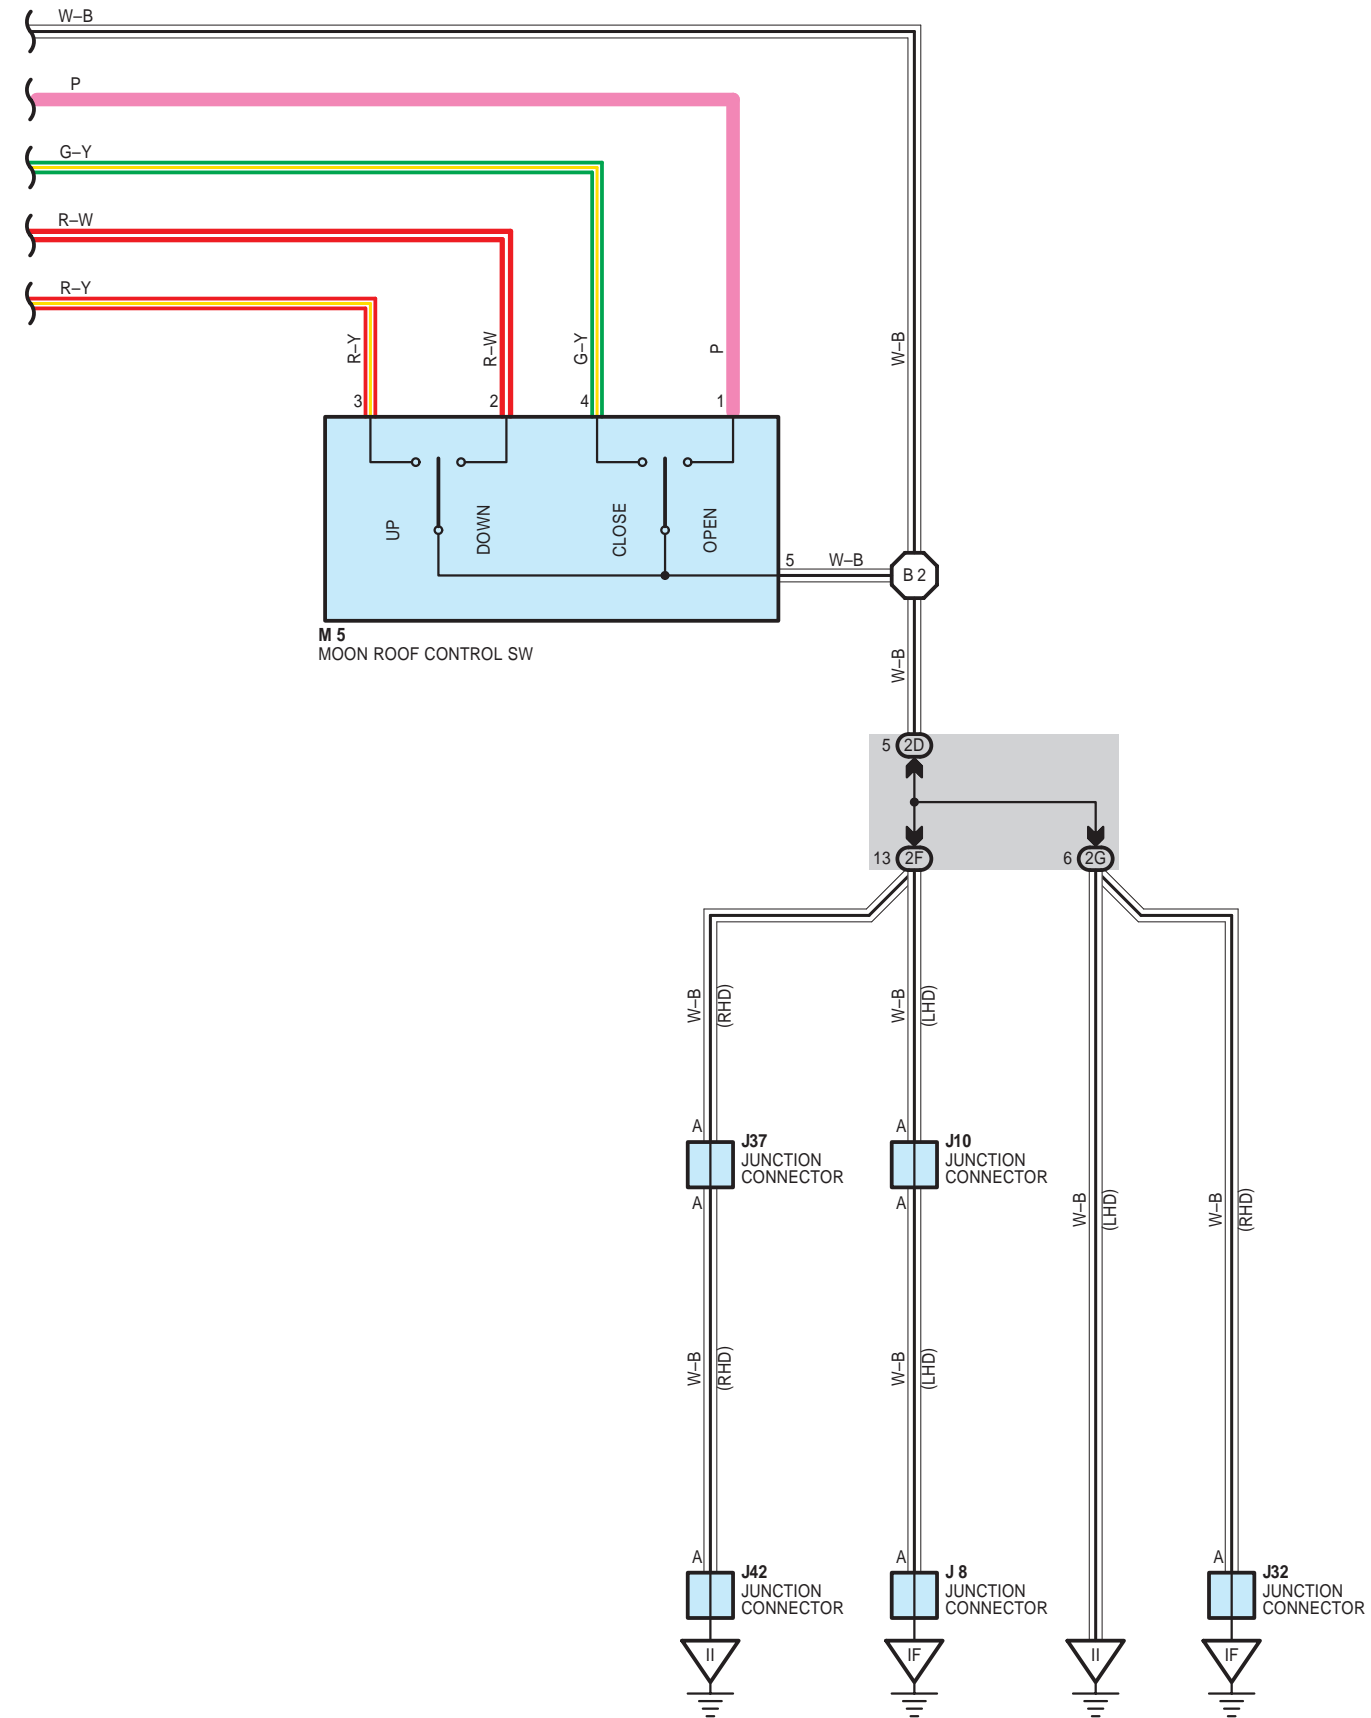 W–B
P
G–Y
R–W
R–Y
R–Y
R–W
G–Y
P
W–B
3
2
4
1
UP
DOWN
CLOSE
OPEN
5
W–B
B 2
M 5
MOON ROOF CONTROL SW
W–B
5
2D
13
2F
6
2G
W–B
(RHD)
W–B
(LHD)
A
J37
JUNCTION
CONNECTOR
A
A
J10
JUNCTION
CONNECTOR
A
W–B
(LHD)
W–B
(RHD)
W–B
(RHD)
W–B
(LHD)
A
J42
JUNCTION
CONNECTOR
A
J 8
JUNCTION
CONNECTOR
A
J32
JUNCTION
CONNECTOR
II
IF
II
IF